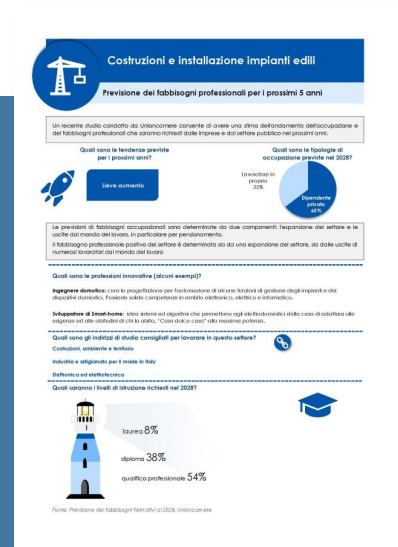 Costruzioni e installazione impianti edili
Previsione dei fabbisogni professionali per i prossimi 5 anni
Un recente studio condotto da Unioncamere consente di avere una stima dell'andamento dell'occupazione e
dei fabbisogni professionali che saranno richiesti dalle imprese e dal settore pubblico nei prossimi anni.
Quali sono le tendenze previste
per i prossimi anni?
Lieve aumento
Quali sono le tipologie di
occupazione previste nel 2028?
Lavoratore in
proprio
35%
Dipendente
privato
65%
Le previsioni di fabbisogni occupazionali sono determinate da due componenti: l'espansione del settore e le
uscite dal mondo del lavoro, in particolare per pensionamento.
Il fabbisogno professionale positivo del settore è determinato sia da una espansione del settore, sia dalle uscite di
numerosi lavoratori dal mondo del lavoro
Quali sono le professioni innovative (alcuni esempi)?
Ingegnere domotico: cura la progettazione per l'automazione di alcune funzioni di gestione degli impianti e dei
dispositivi domestici. Possiede solide competenze in ambito elettronico, elettrico e informatico.
Sviluppatore di Smart-home: idea sistemi ed algoritmi che permettono agli elettrodomestici della casa di adattarsi alle
esigenze ed alle abitudini di chi la abita. "Casa dolce casa" alla massima potenza.
Quali sono gli indirizzi di studio consigliati per lavorare in questo settore?
Costruzioni, ambiente e territorio
Industria e artigianato per il made in Italy
Elettronica ed elettrotecnica
Quali saranno i livelli di istruzione richiesti nel 2028?
laurea 8%
diploma 38%
qualifica professionale 54%
Fonte: Previsione dei fabbisogni formativi al 2028, Unioncamere